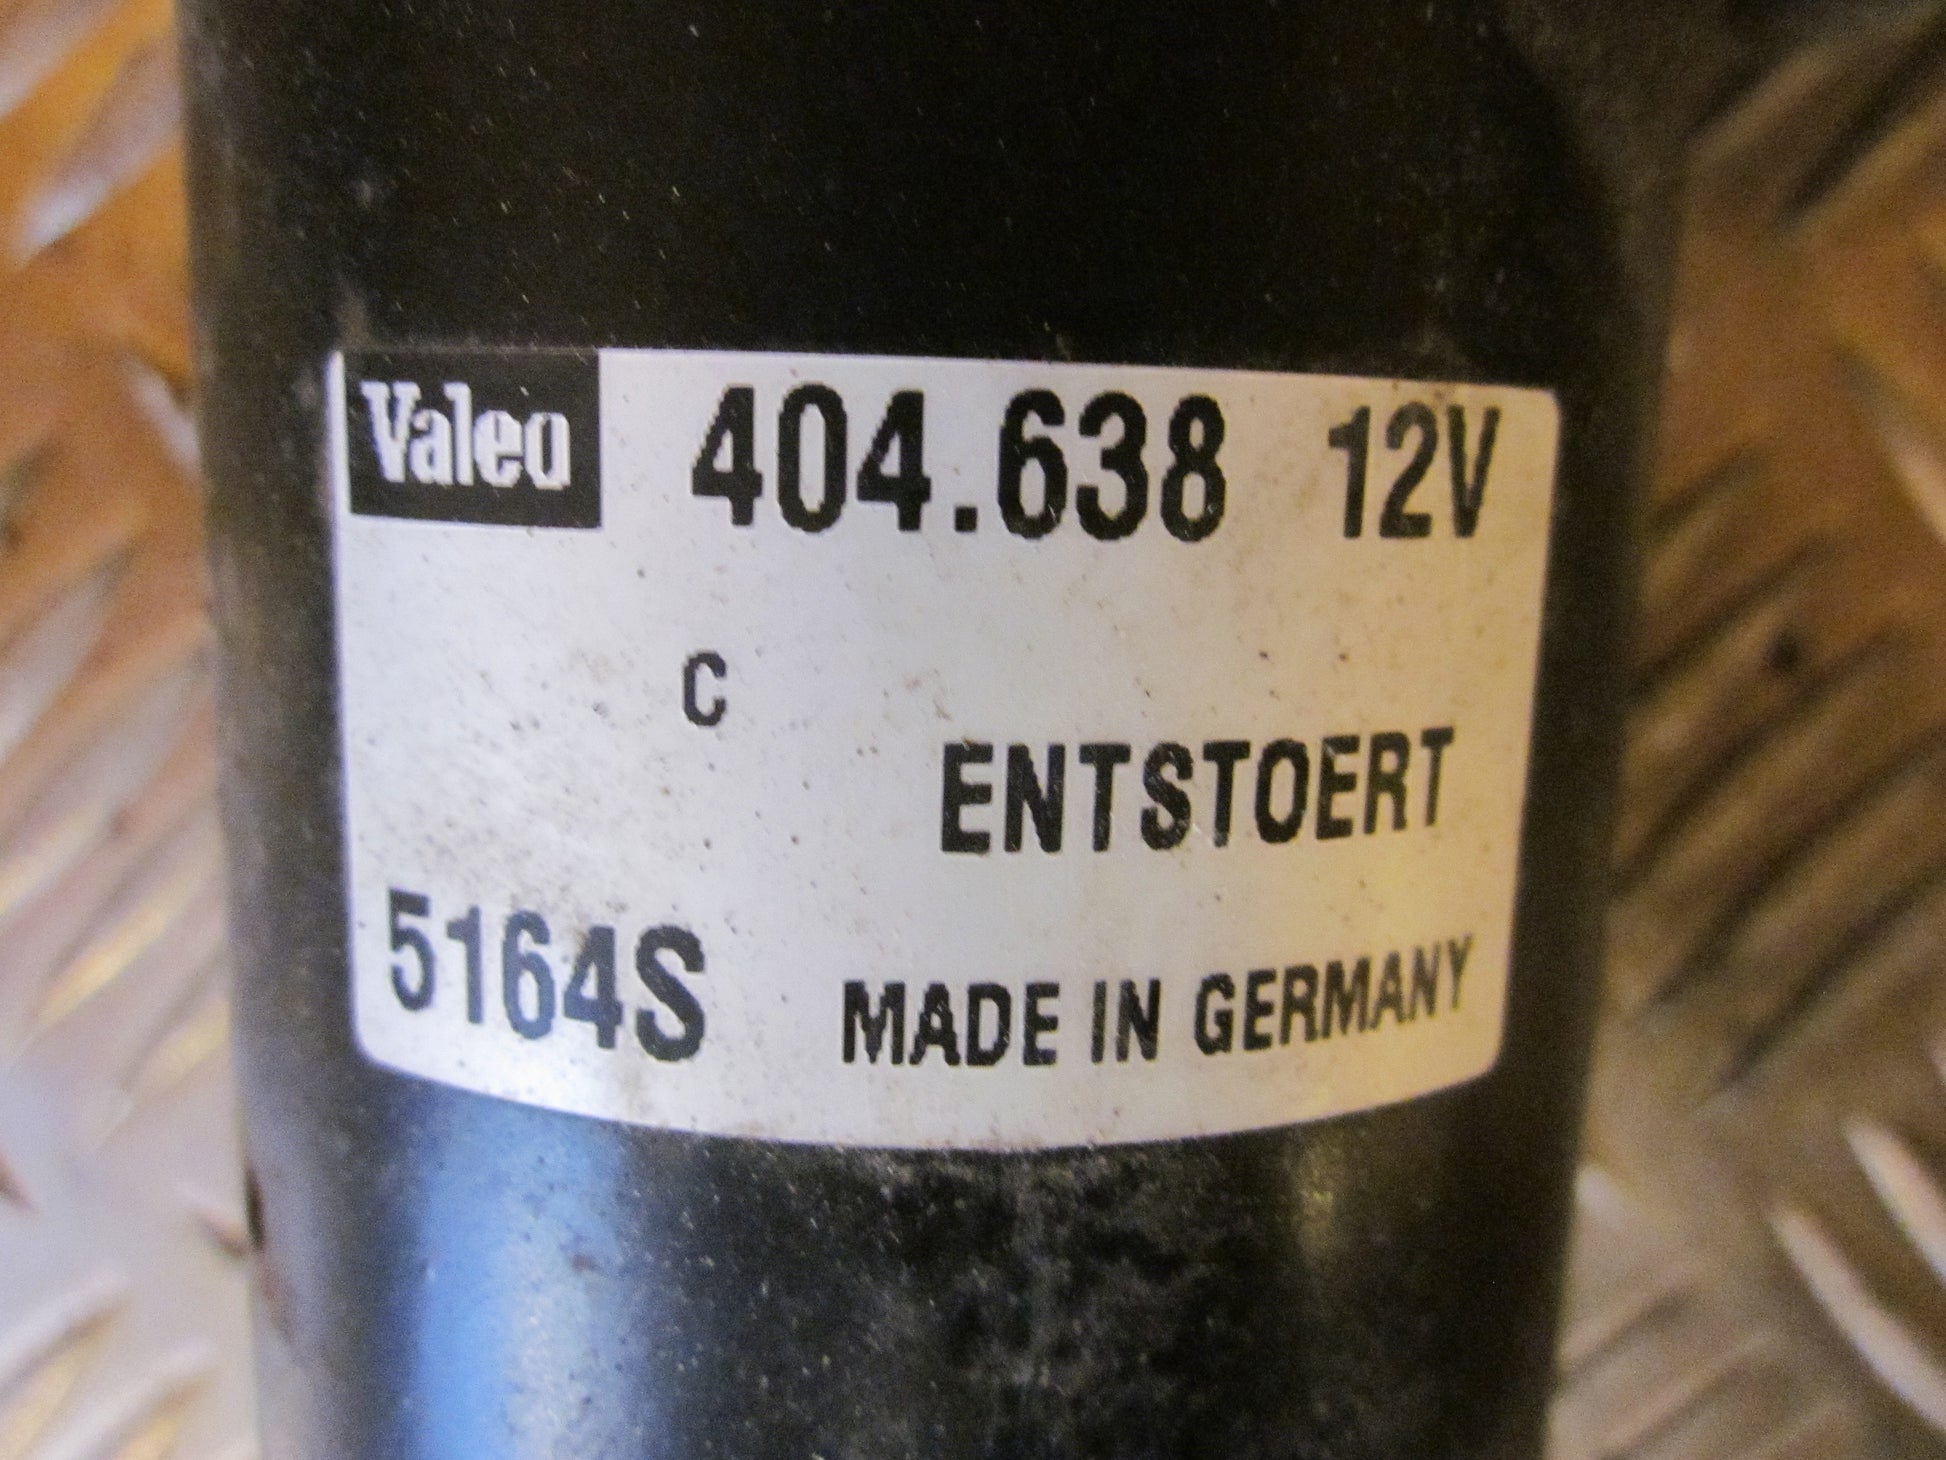 Valeo 404.638 12V
C
ENTSTOERT
5164S MADE IN GERMANY